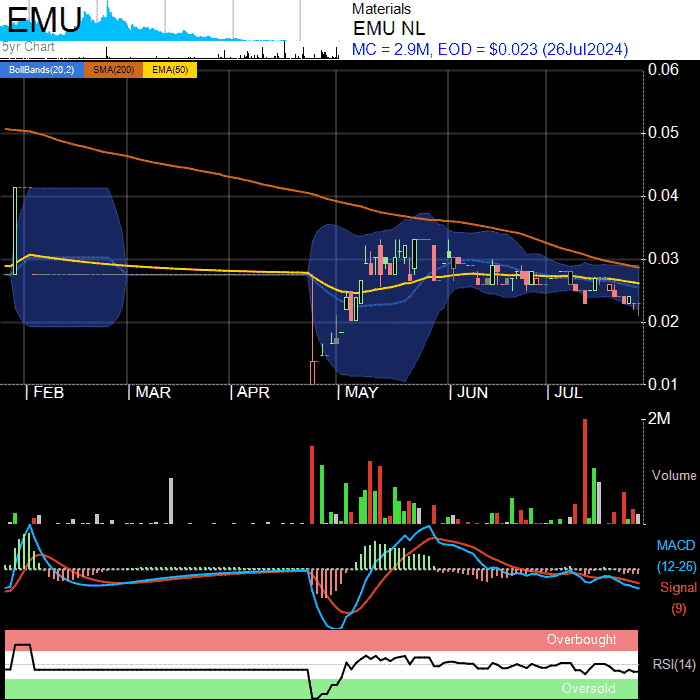 EMU
5yr Chart
Materials
EMU NL
MC = 2.9M, EOD = $0.023 (26Jul2024)
BollBands(20,2) SMA(200) EMA(50)
0.06
0.05
0.04
0.03
0.02
0.01
FEB MAR APR MAY JUN JUL
2M
Volume
MACD
(12-26)
Signal
(9)
Overbought
RSI(14)
Oversold